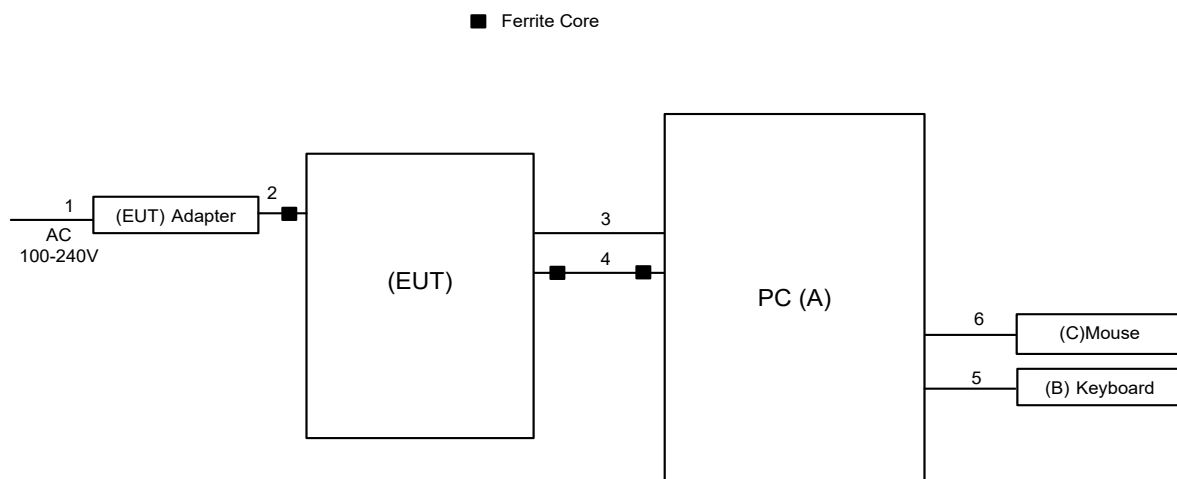 Ferrite Core
1
2
(EUT) Adapter
AC
100-240V
3
4
(EUT)
PC (A)
6
(C)Mouse
5
(B) Keyboard